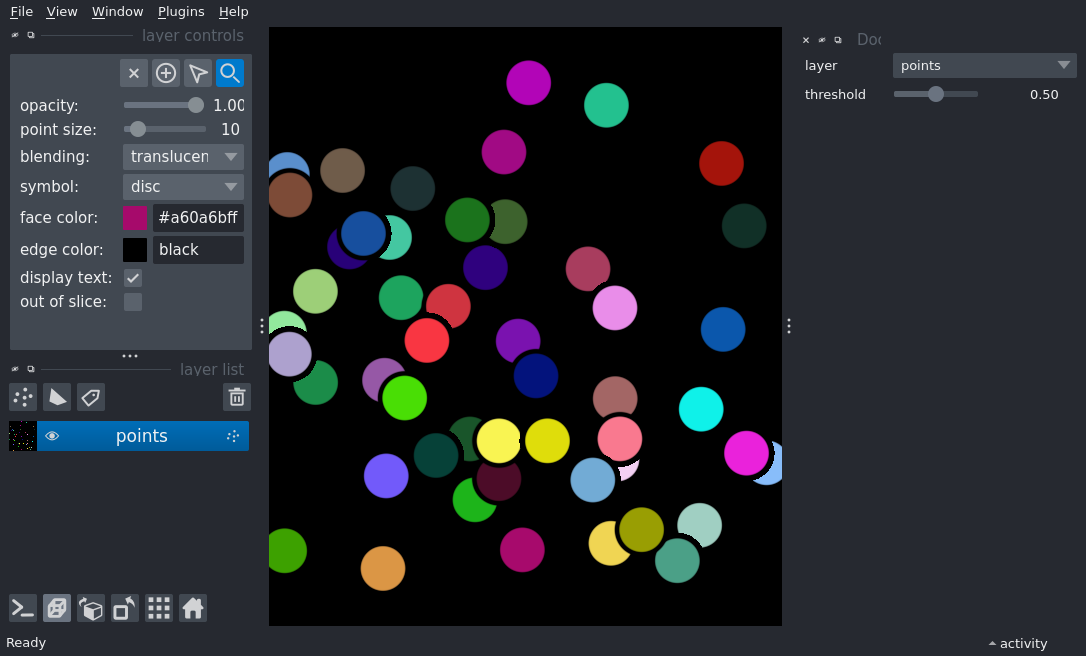 File View Window Plugins Help
layer controls
opacity: 1.00
point size: 10
blending: translucen
symbol: disc
face color: #a60a6bff
edge color: black
display text:
out of slice:
layer list
points
Ready
Doc
layer points
threshold 0.50
activity